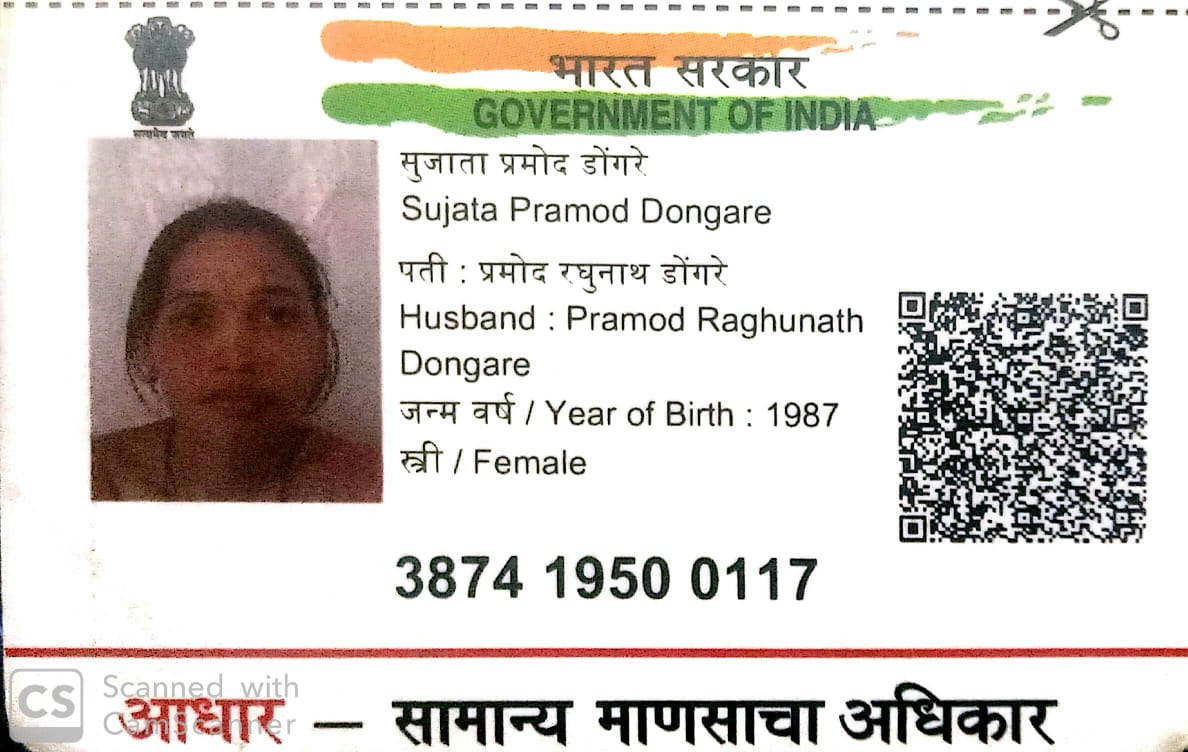 भारत सरकार
GOVERNMENT OF INDIA
सत्यमेव जयते
सुजाता प्रमोद डोंगरे
Sujata Pramod Dongare
पती : प्रमोद रघुनाथ डोंगरे
Husband : Pramod Raghunath
Dongare
जन्म वर्ष / Year of Birth : 1987
स्त्री / Female
3874 1950 0117
आधार – सामान्य माणसाचा अधिकार
CS
Scanned with
CamScanner